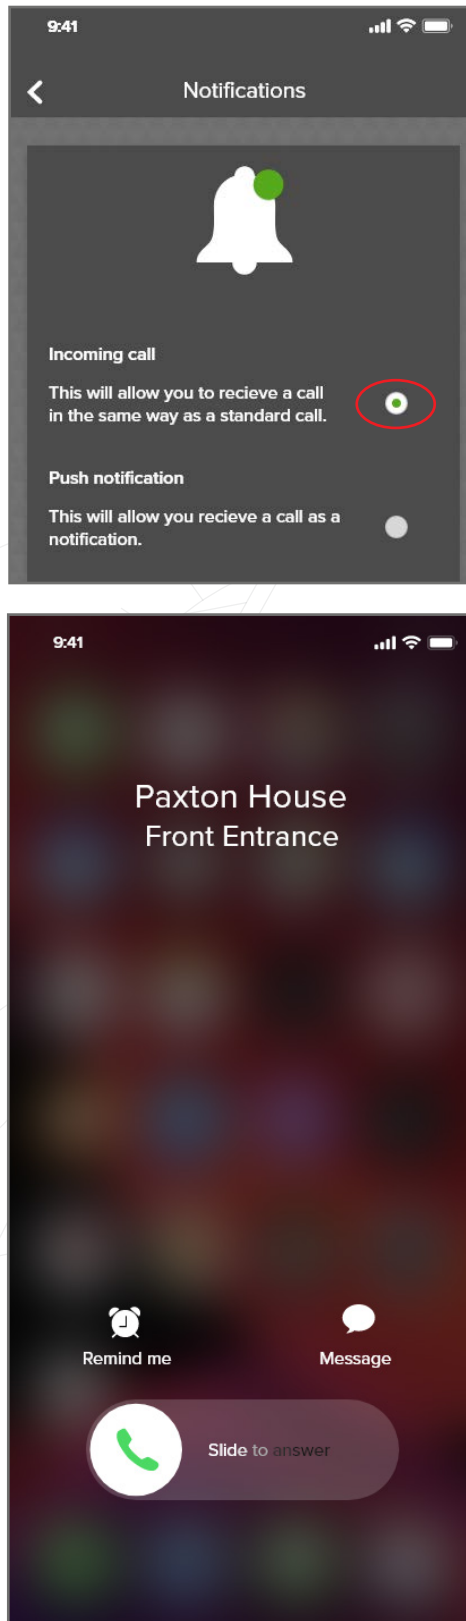 9:41
Notifications
Incoming call
This will allow you to recieve a call
in the same way as a standard call.
Push notification
This will allow you recieve a call as a
notification.
9:41
Paxton House
Front Entrance
Remind me
Message
Slide to answer